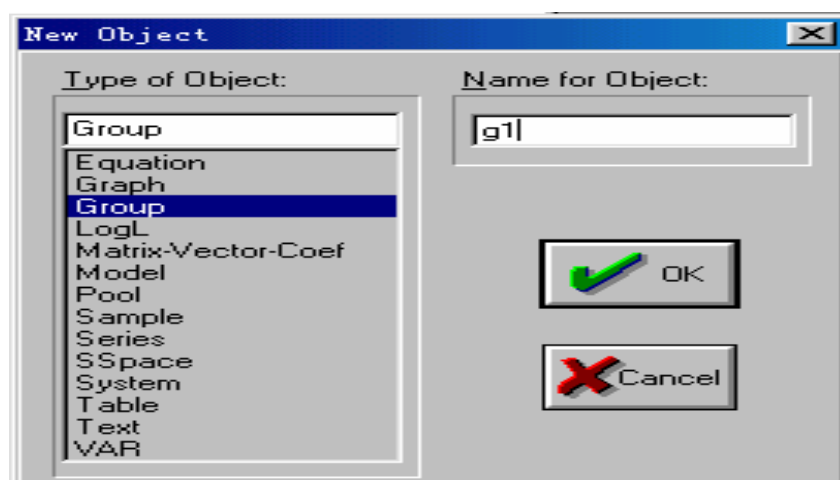 New Object
Type of Object:
Name for Object:
Group
g1
Equation
Graph
Group
LogL
Matrix-Vector-Coef
Model
Pool
Sample
Series
SSpace
System
Table
Text
VAR
OK
Cancel